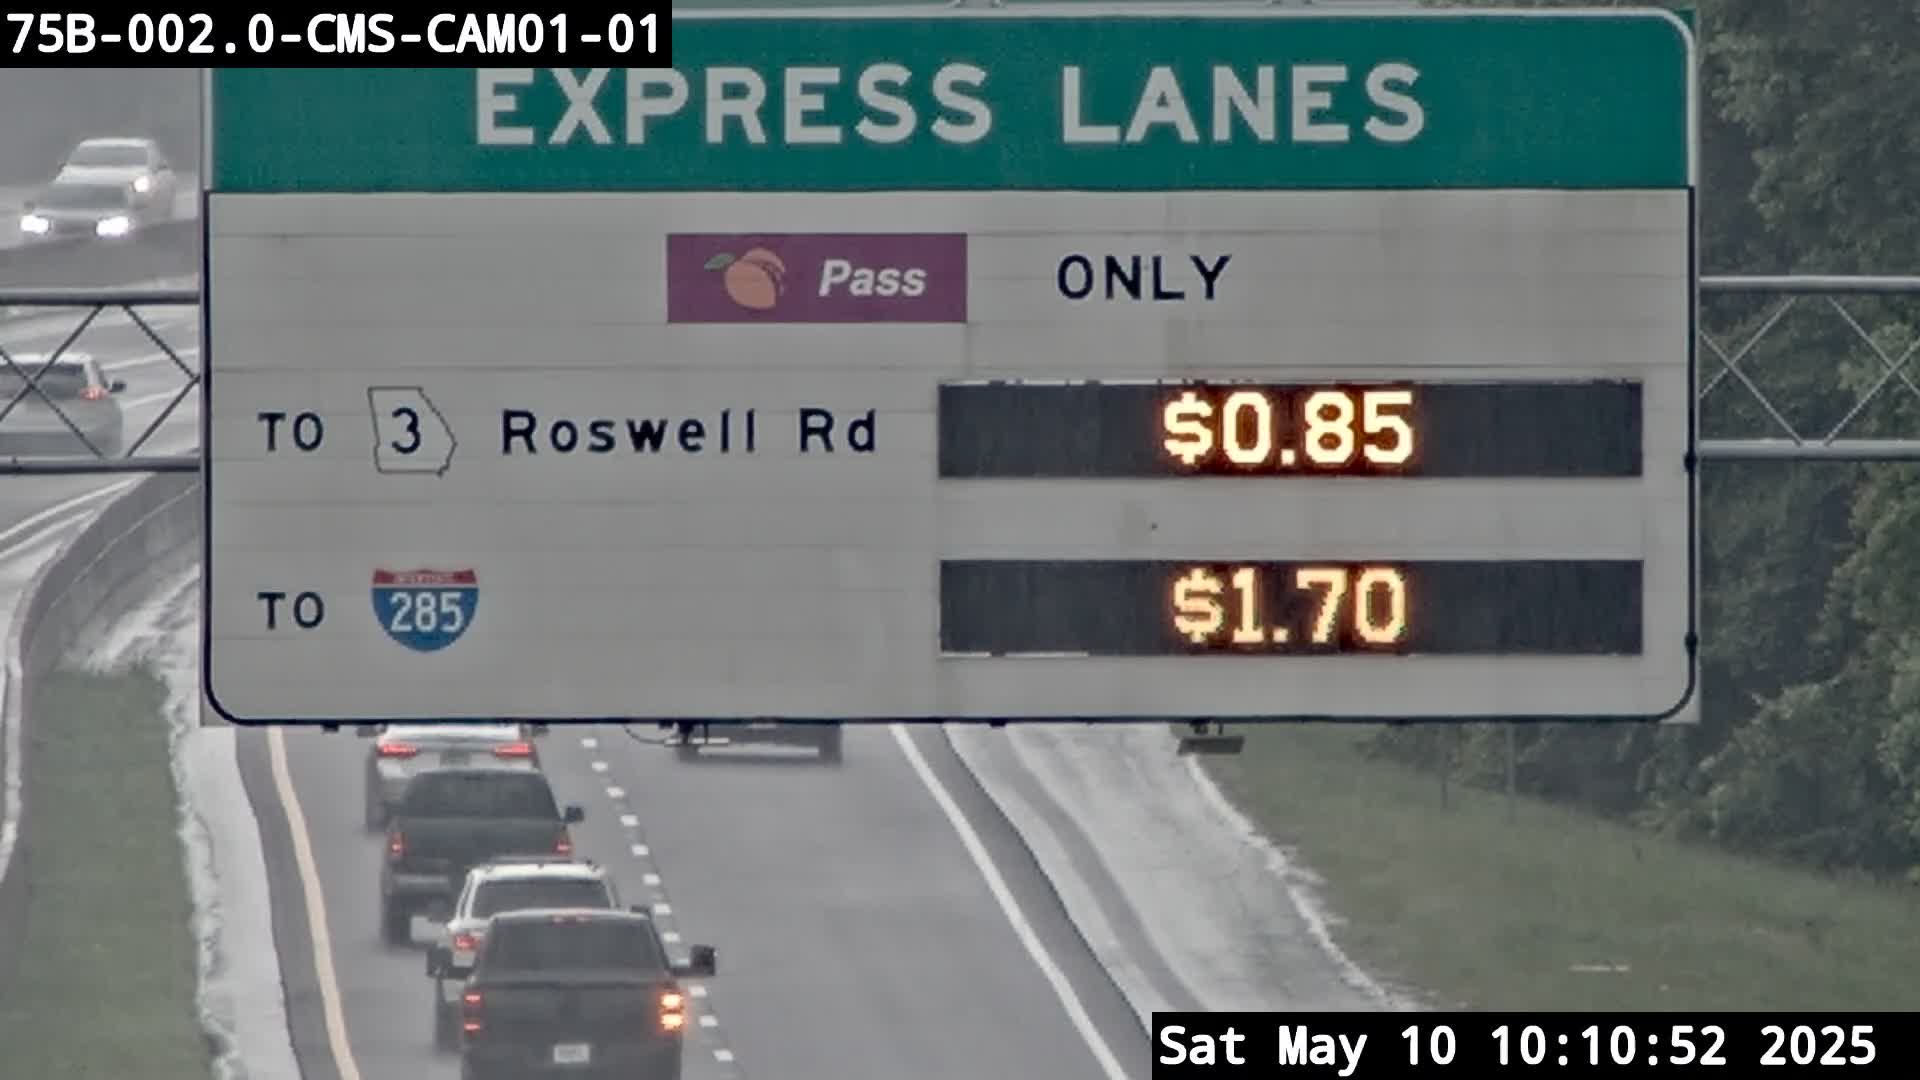 75B-002.0-CMS-CAM01-01
EXPRESS LANES
Pass ONLY
TO 3 Roswell Rd $0.85
TO 285 $1.70
Sat May 10 10:10:52 2025